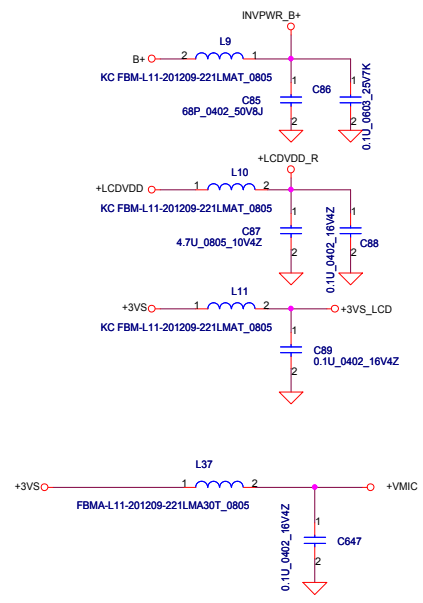 INVPWR_B+
L9
B+ 2 1
KC FBM-L11-201209-221LMAT_0805
1 1
C86
C85
68P_0402_50V8J
2 2
0.1U_0603_25V7K
+LCDVDD_R
L10
+LCDVDD 1 2
KC FBM-L11-201209-221LMAT_0805
1 1
C87
4.7U_0805_10V4Z
C88
2 2
0.1U_0402_16V4Z
L11
+3VS 1 2 +3VS_LCD
KC FBM-L11-201209-221LMAT_0805
1
C89
0.1U_0402_16V4Z
2
L37
+3VS 1 2 +VMIC
FBMA-L11-201209-221LMA30T_0805
1
C647
2
0.1U_0402_16V4Z